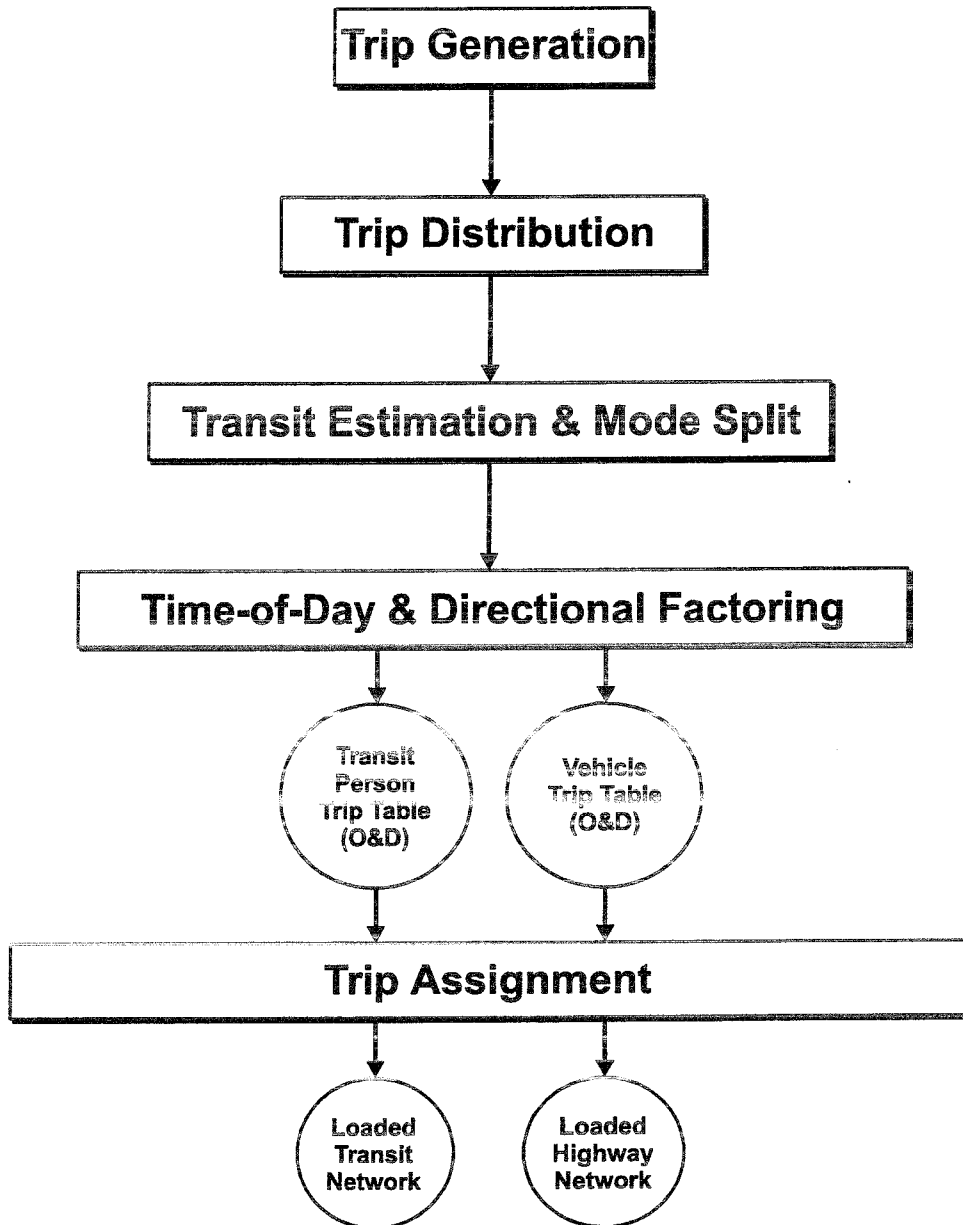 Trip Generation
Trip Distribution
Transit Estimation & Mode Split
Time-of-Day & Directional Factoring
Transit
Person
Trip Table
(O&D)
Vehicle
Trip Table
(O&D)
Trip Assignment
Loaded
Transit
Network
Loaded
Highway
Network